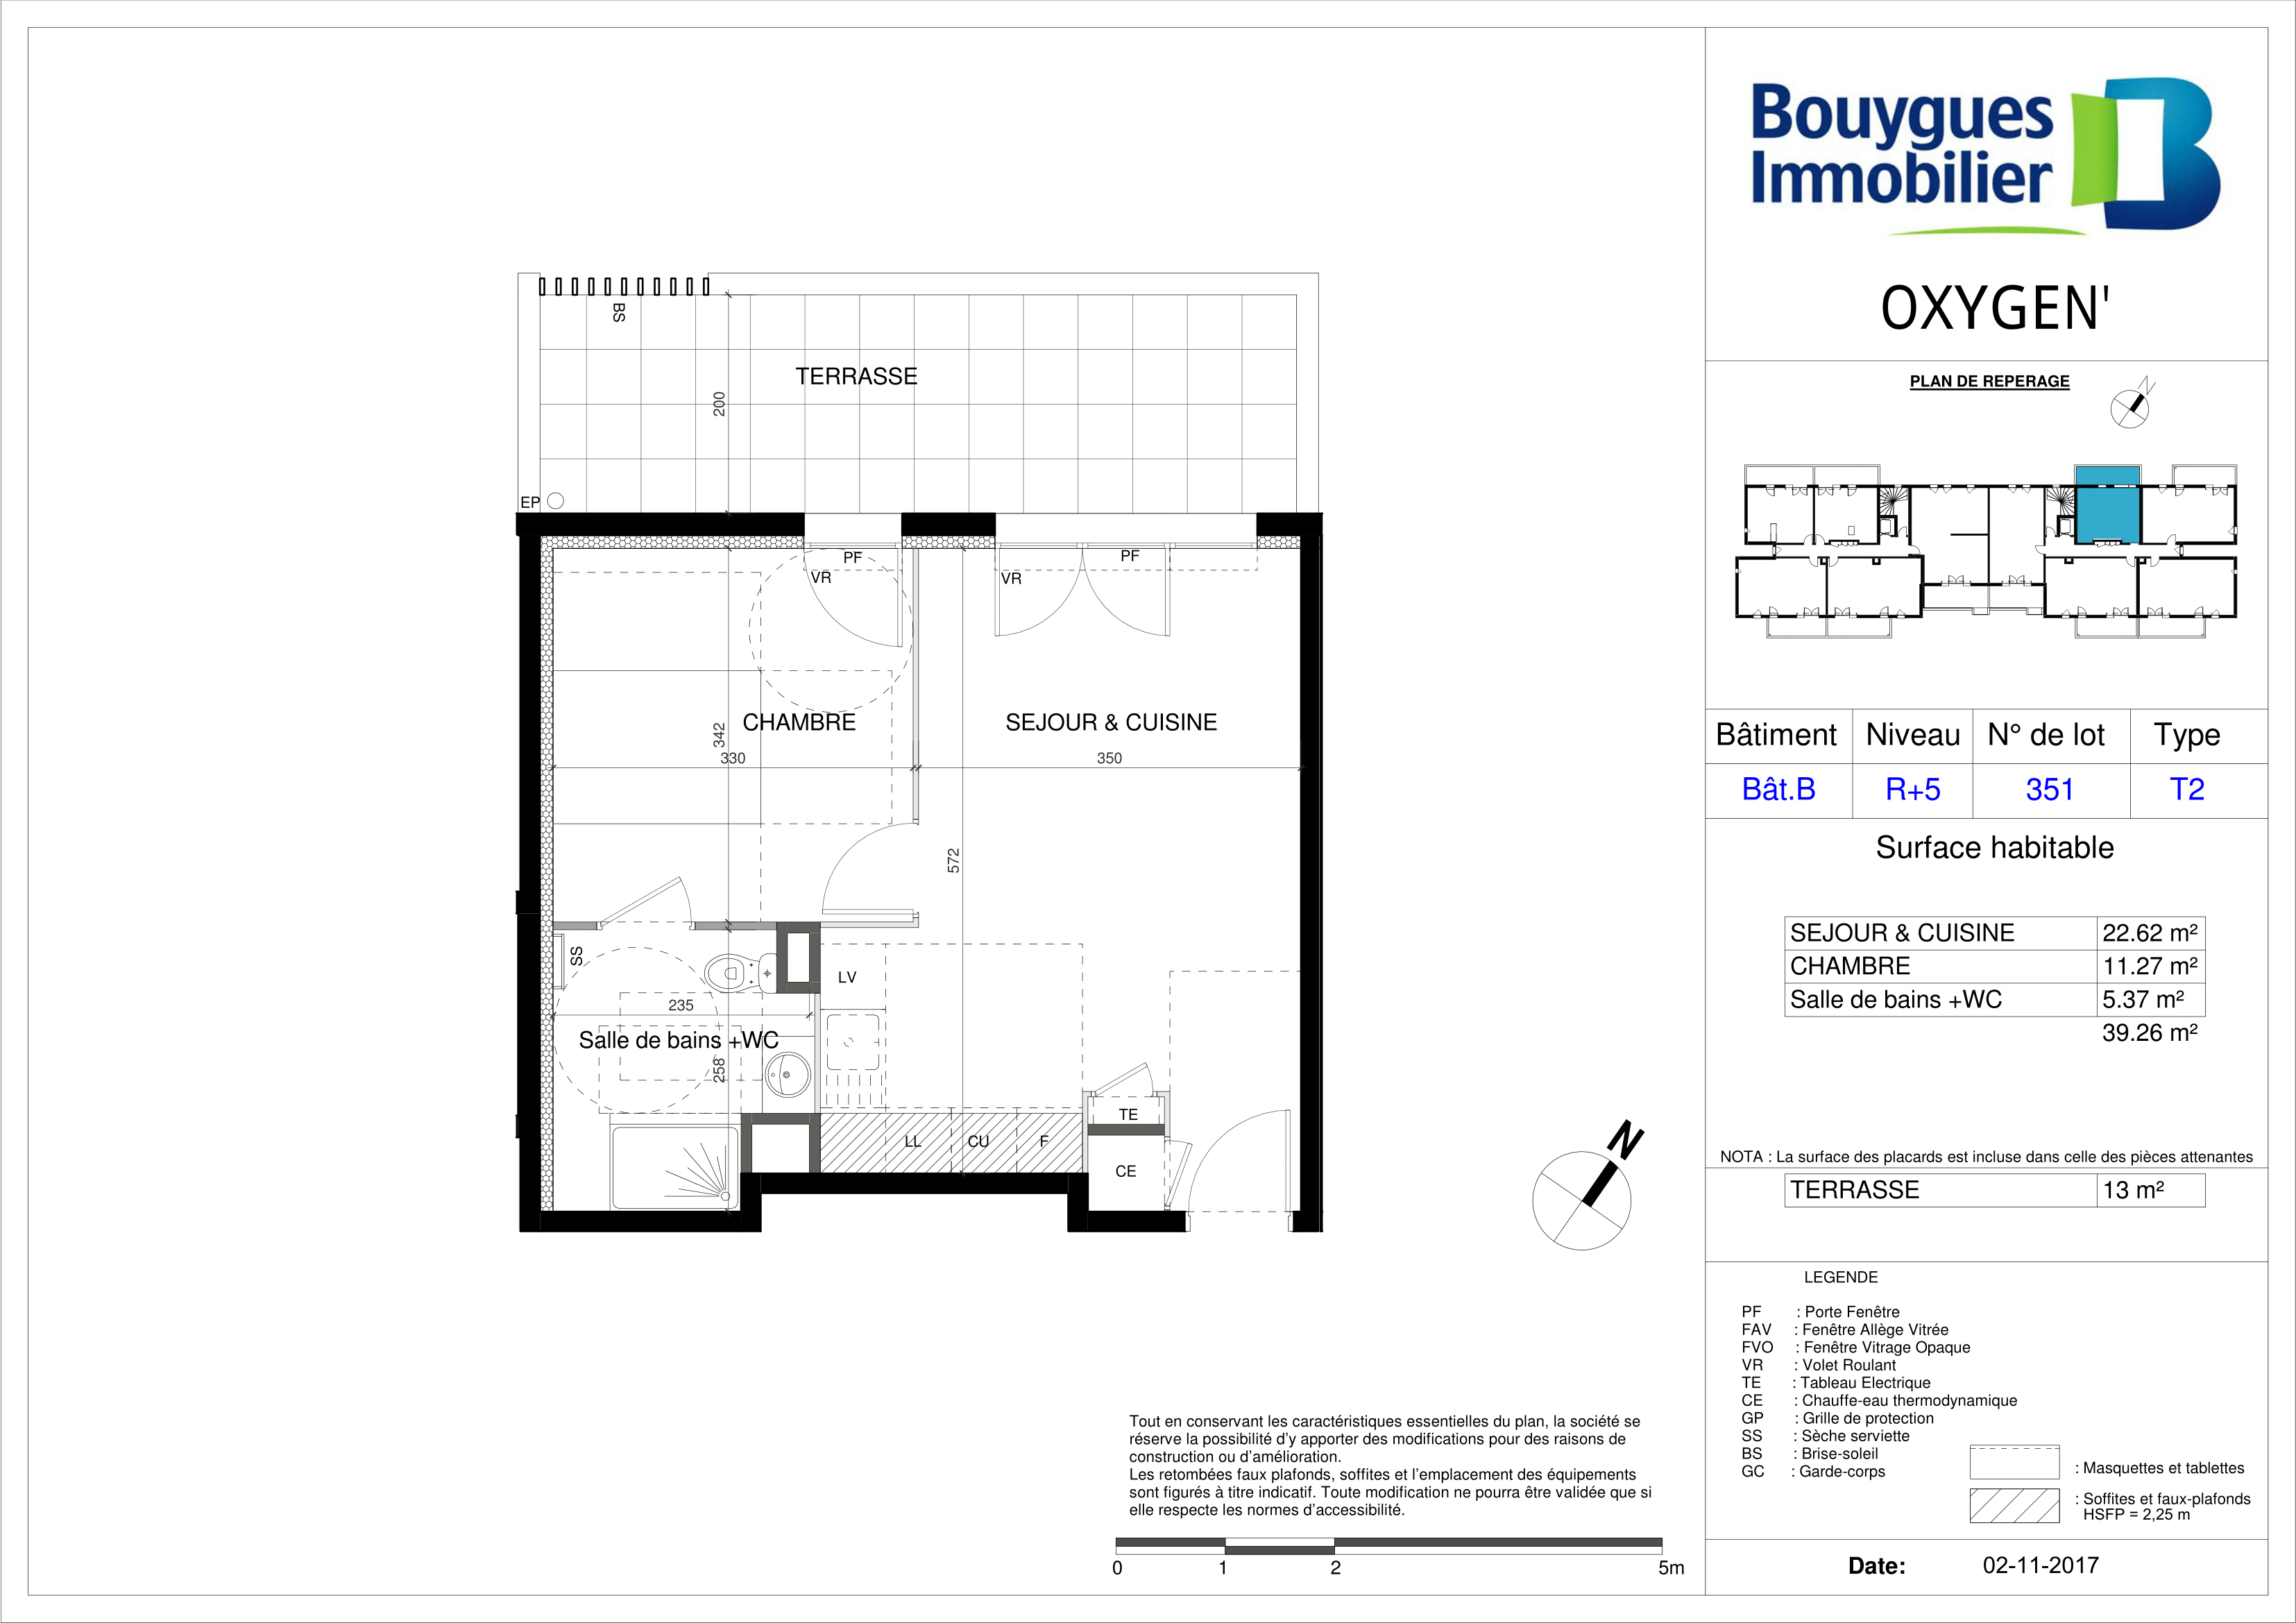 Bouygues
Immobilier
OXYGEN'
PLAN DE REPERAGE
N
Bâtiment Niveau N° de lot Type
Bât.B R+5 351 T2
Surface habitable
SEJOUR & CUISINE 22.62 m²
CHAMBRE 11.27 m²
Salle de bains +WC 5.37 m²
39.26 m²
NOTA : La surface des placards est incluse dans celle des pièces attenantes
TERRASSE 13 m²
LEGENDE
PF : Porte Fenêtre
FAV : Fenêtre Allège Vitrée
FVO : Fenêtre Vitrage Opaque
VR : Volet Roulant
TE : Tableau Electrique
CE : Chauffe-eau thermodynamique
GP : Grille de protection
SS : Sèche serviette
BS : Brise-soleil
GC : Garde-corps
: Masquettes et tablettes
: Soffites et faux-plafonds
HSFP = 2,25 m
Date: 02-11-2017
BS
TERRASSE
200
EP
PF
VR
PF
VR
CHAMBRE
SEJOUR & CUISINE
342
330
350
572
SS
LV
235
Salle de bains +WC
258
TE
LL
CU
F
CE
N
Tout en conservant les caractéristiques essentielles du plan, la société se
réserve la possibilité d'y apporter des modifications pour des raisons de
construction ou d'amélioration.
Les retombées faux plafonds, soffites et l'emplacement des équipements
sont figurés à titre indicatif. Toute modification ne pourra être validée que si
elle respecte les normes d'accessibilité.
0 1 2 5m